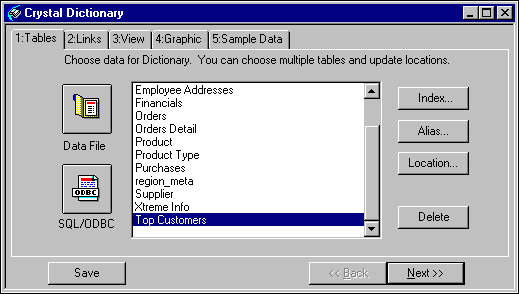 Crystal Dictionary
1:Tables 2:Links 3:View 4:Graphic 5:Sample Data
Choose data for Dictionary. You can choose multiple tables and update locations.
Data File
ODBC
SQL/ODBC
Employee Addresses
Financials
Orders
Orders Detail
Product
Product Type
Purchases
region_meta
Supplier
Xtreme Info
Top Customers
Index...
Alias...
Location...
Delete
Save
<< Back
Next >>